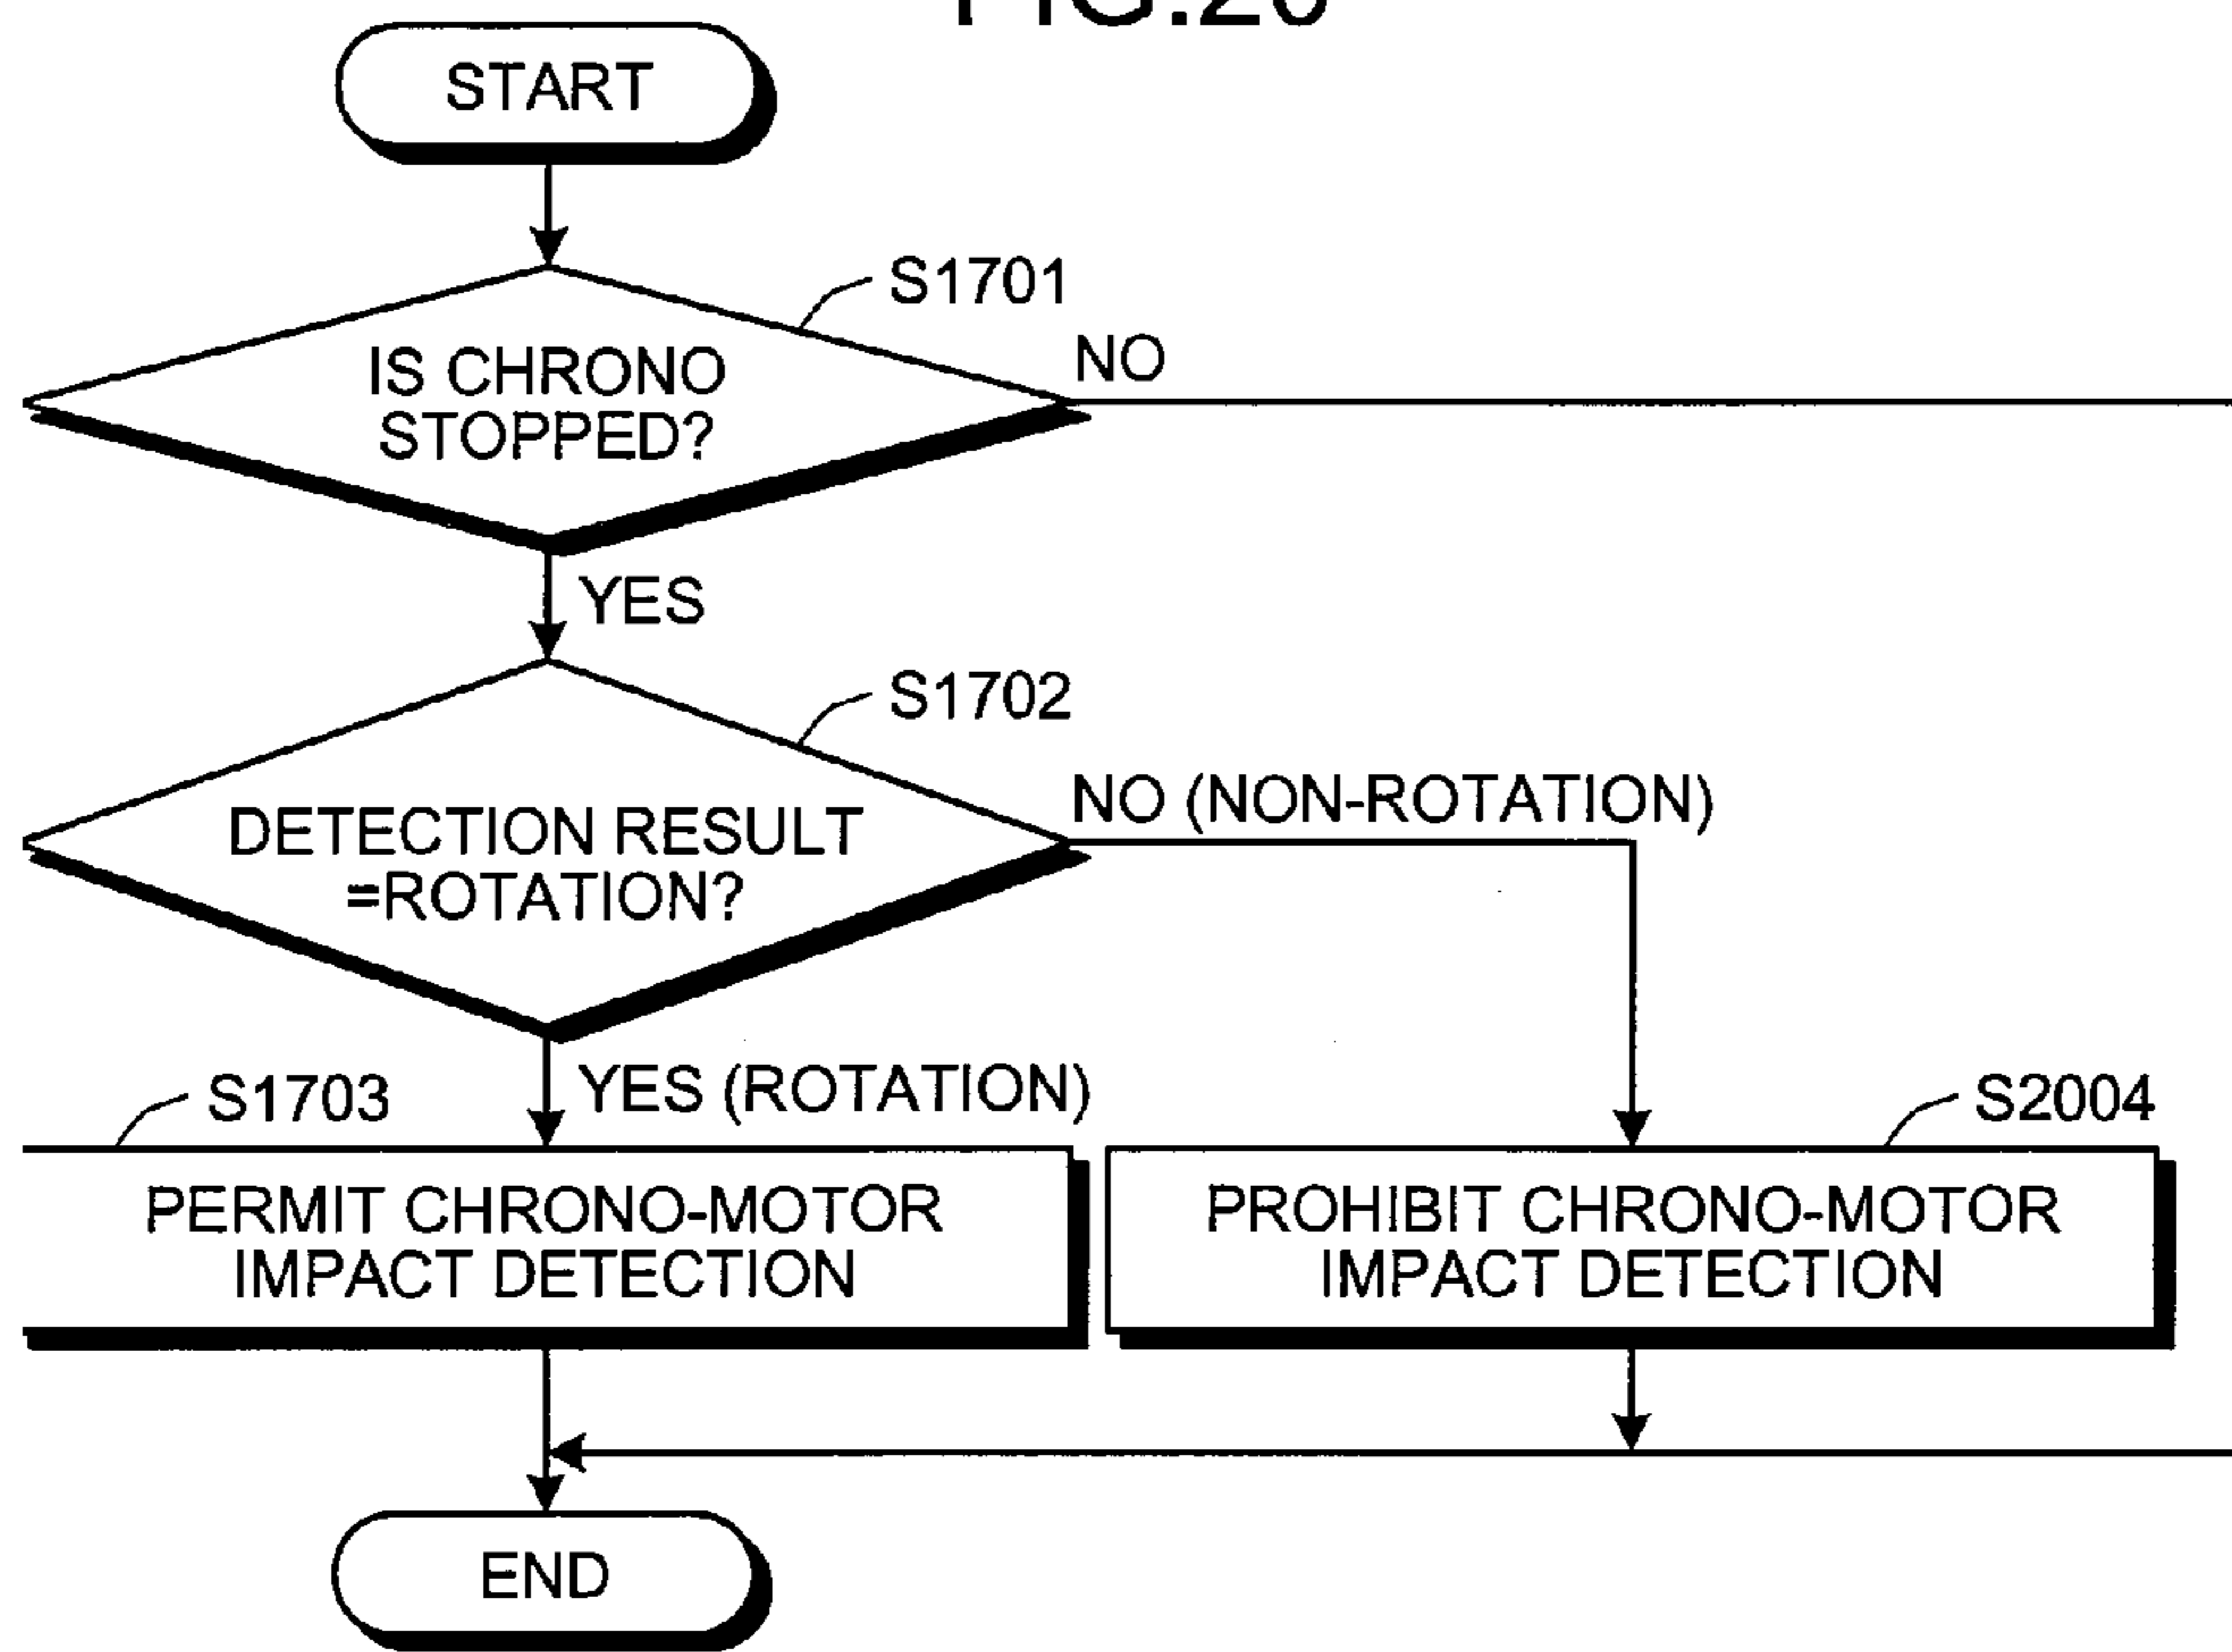 START
S1701
IS CHRONO
STOPPED?
NO
YES
S1702
DETECTION RESULT
=ROTATION?
NO (NON-ROTATION)
YES (ROTATION)
S1703
PERMIT CHRONO-MOTOR
IMPACT DETECTION
S2004
PROHIBIT CHRONO-MOTOR
IMPACT DETECTION
END